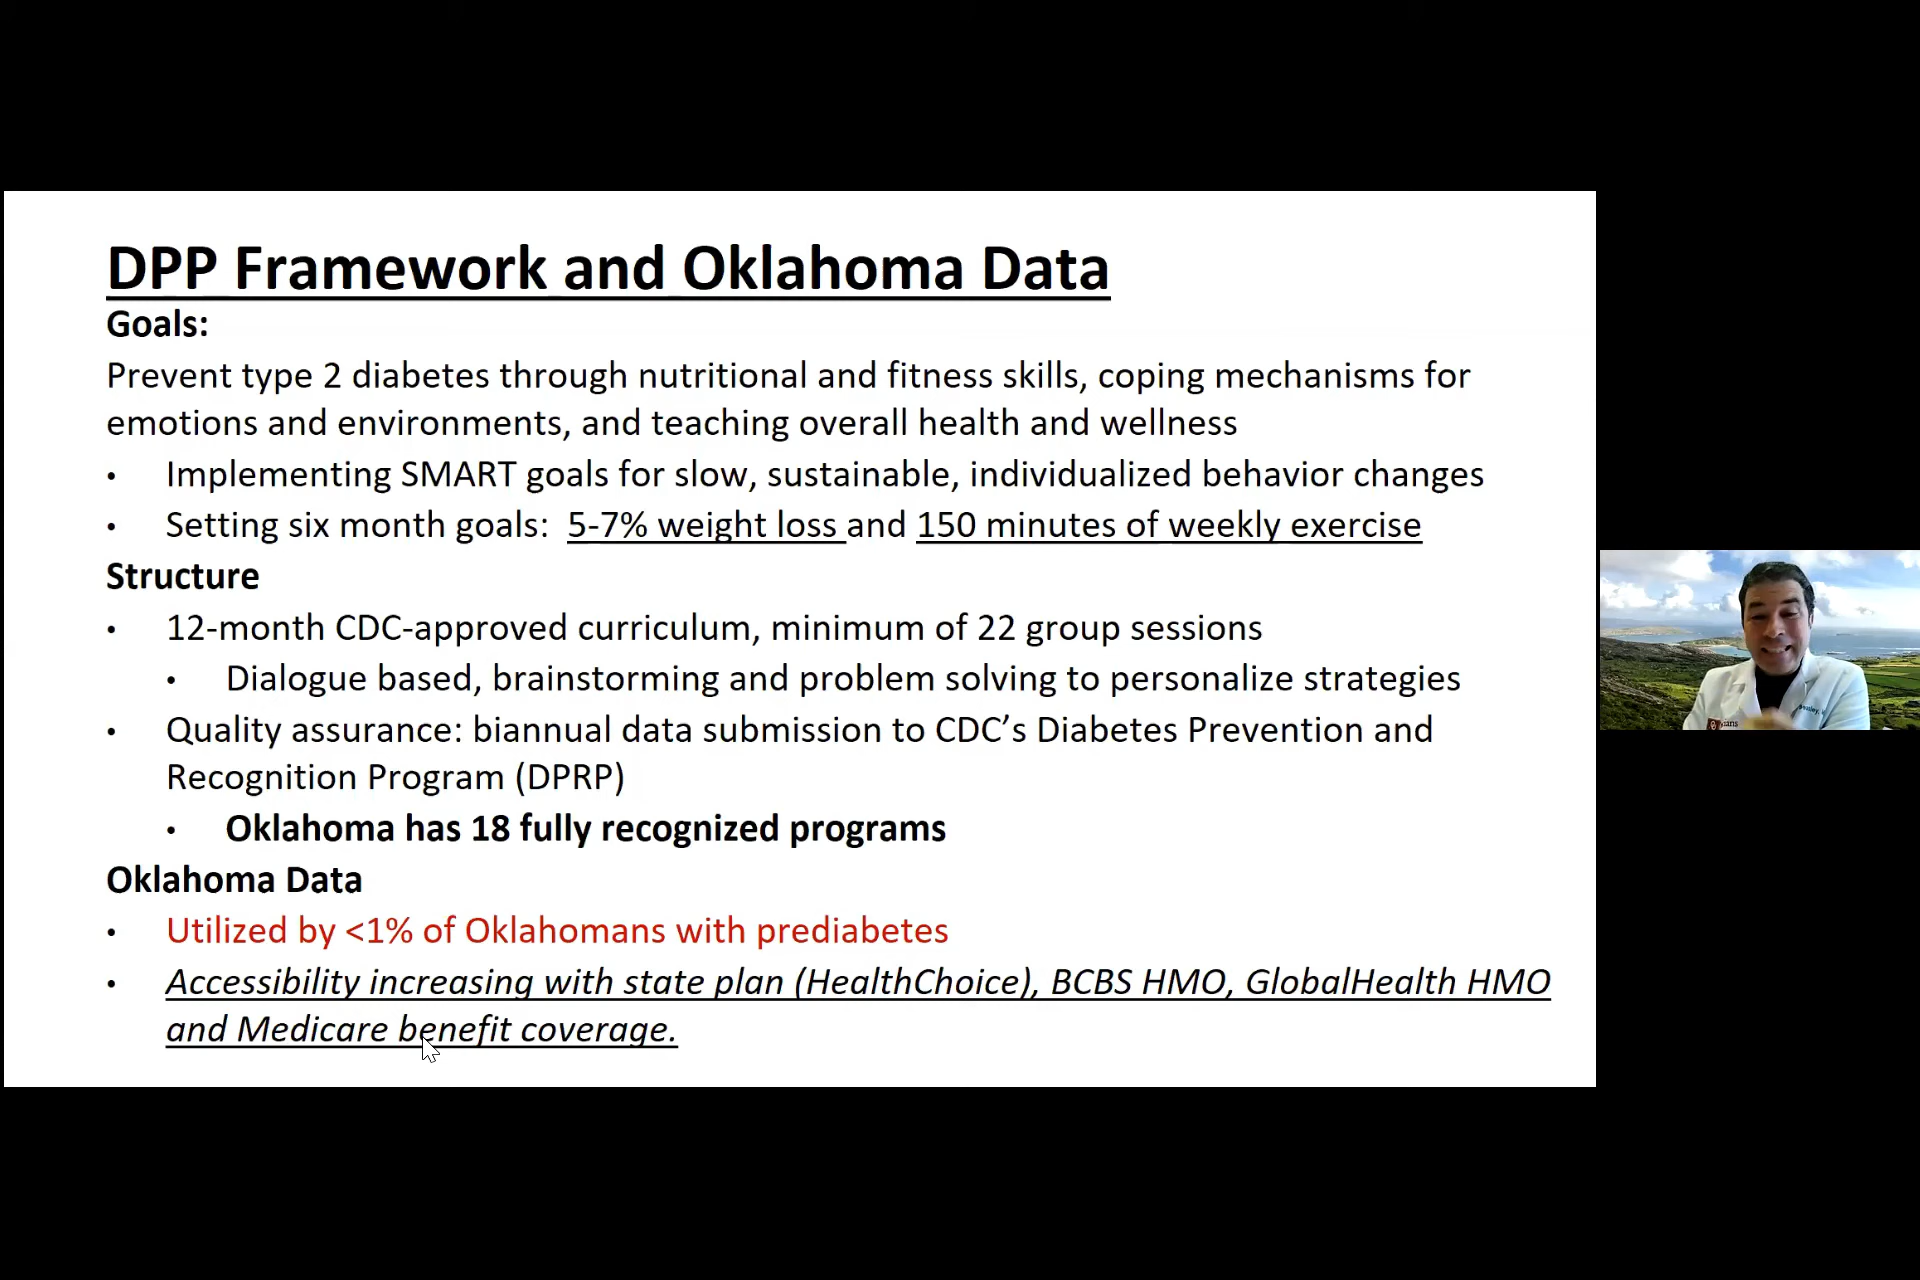 DPP Framework and Oklahoma Data
Goals:
Prevent type 2 diabetes through nutritional and fitness skills, coping mechanisms for
emotions and environments, and teaching overall health and wellness
• Implementing SMART goals for slow, sustainable, individualized behavior changes
• Setting six month goals: 5-7% weight loss and 150 minutes of weekly exercise
Structure
• 12-month CDC-approved curriculum, minimum of 22 group sessions
• Dialogue based, brainstorming and problem solving to personalize strategies
• Quality assurance: biannual data submission to CDC’s Diabetes Prevention and
Recognition Program (DPRP)
• Oklahoma has 18 fully recognized programs
Oklahoma Data
• Utilized by <1% of Oklahomans with prediabetes
• Accessibility increasing with state plan (HealthChoice), BCBS HMO, GlobalHealth HMO
and Medicare benefit coverage.